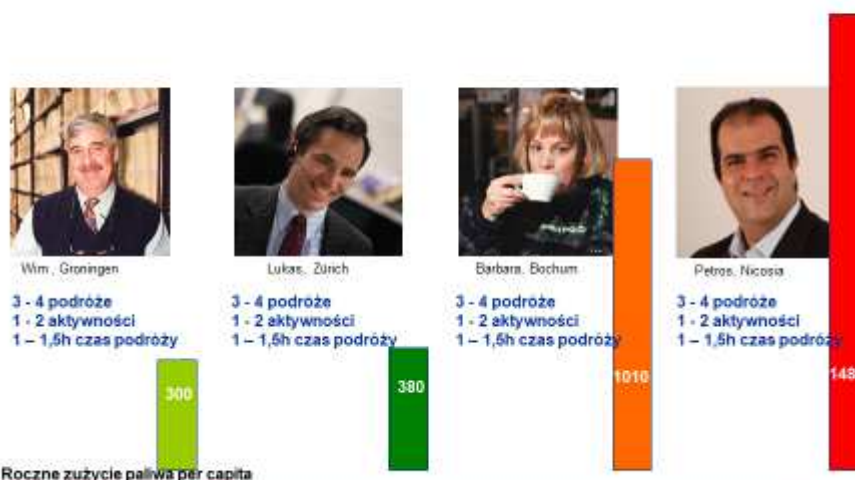 Wim, Groningen
Lukas, Zürich
Barbara, Bochum
Petros, Nicosia
3 - 4 podróże
1 - 2 aktywności
1 – 1,5h czas podróży
3 - 4 podróże
1 - 2 aktywności
1 – 1,5h czas podróży
3 - 4 podróże
1 - 2 aktywności
1 – 1,5h czas podróży
3 - 4 podróże
1 - 2 aktywności
1 – 1,5h czas podróży
300
380
1010
148
Roczne zużycie paliwa per capita